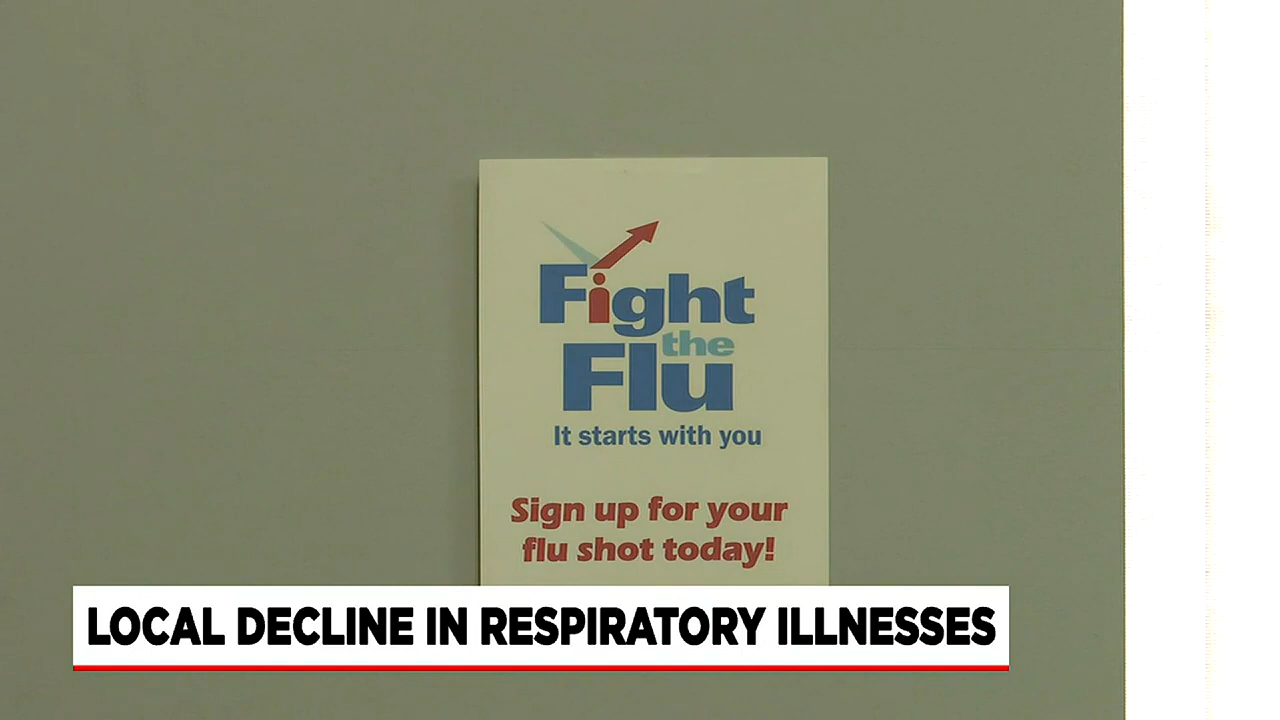 Fight
the
Flu
It starts with you
Sign up for your
flu shot today!
LOCAL DECLINE IN RESPIRATORY ILLNESSES